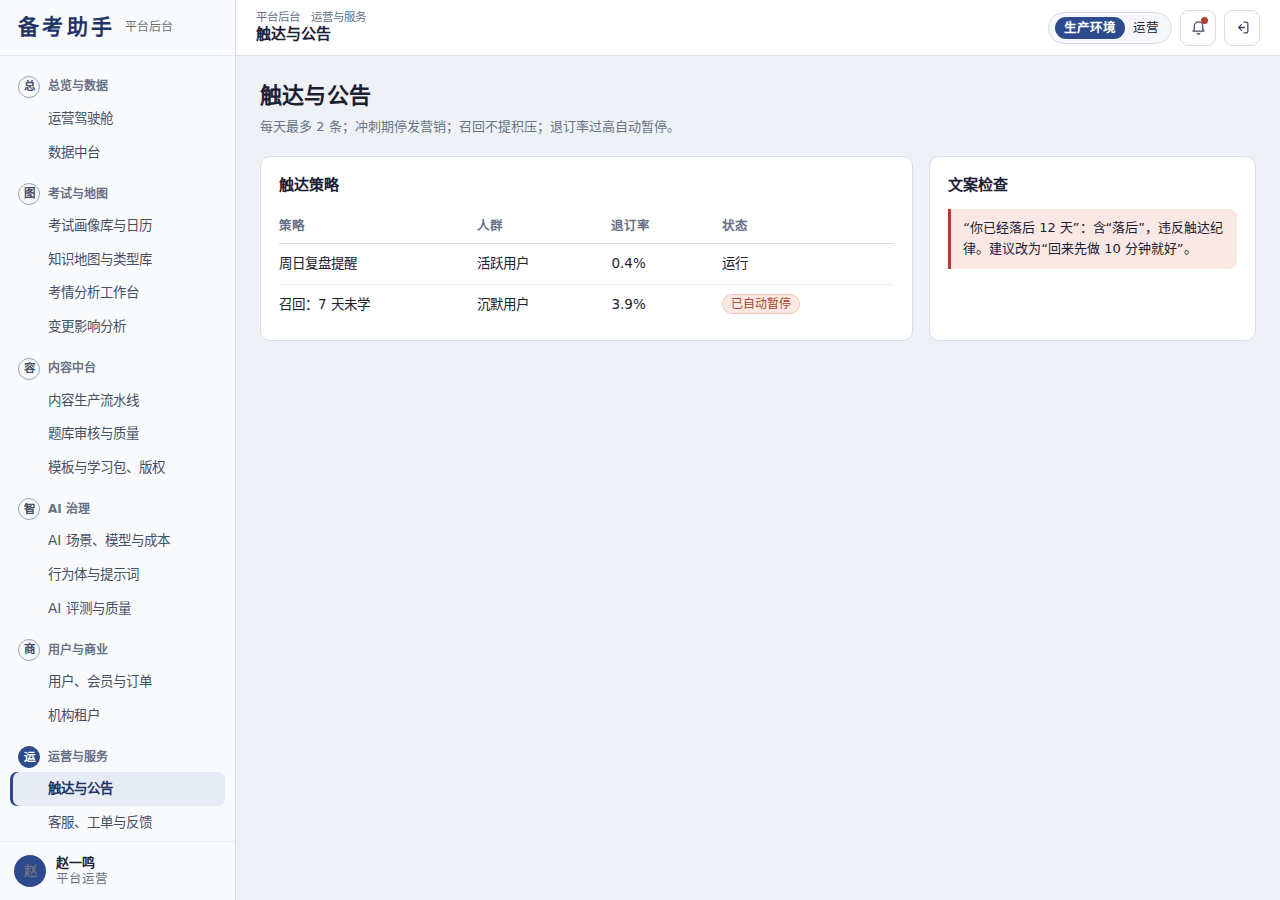 备考助手 平台后台
总 总览与数据
运营驾驶舱
数据中台
图 考试与地图
考试画像库与日历
知识地图与类型库
考情分析工作台
变更影响分析
容 内容中台
内容生产流水线
题库审核与质量
模板与学习包、版权
智 AI 治理
AI 场景、模型与成本
行为体与提示词
AI 评测与质量
商 用户与商业
用户、会员与订单
机构租户
运 运营与服务
触达与公告
客服、工单与反馈
赵 赵一鸣
平台运营
平台后台 运营与服务
触达与公告
生产环境 运营
触达与公告
每天最多 2 条；冲刺期停发营销；召回不提积压；退订率过高自动暂停。
触达策略
策略 人群 退订率 状态
周日复盘提醒 活跃用户 0.4% 运行
召回：7 天未学 沉默用户 3.9% 已自动暂停
文案检查
“你已经落后 12 天”：含“落后”，违反触达纪
律。建议改为“回来先做 10 分钟就好”。